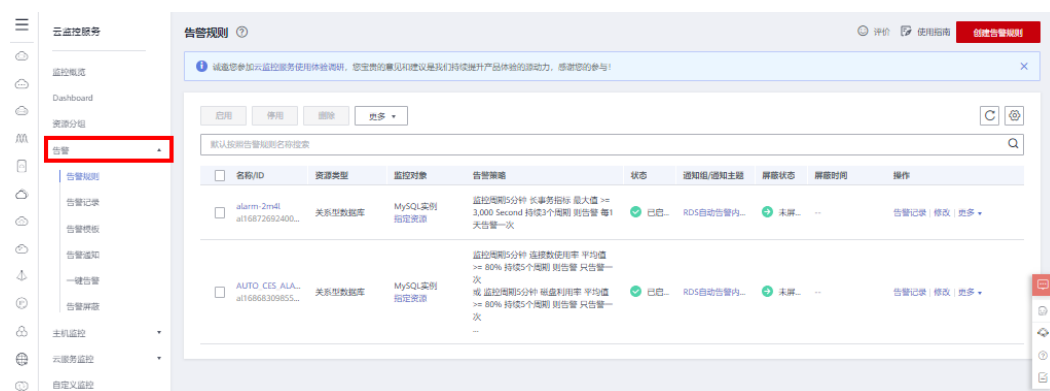 云监控服务
告警规则
评价
使用指南
创建告警规则
诚邀您参加云监控服务使用体验调研，您宝贵的意见和建议是我们持续提升产品体验的源动力，感谢您的参与！
监控概览
Dashboard
资源分组
告警
告警规则
告警记录
告警模板
告警通知
一键告警
告警屏蔽
主机监控
云服务监控
自定义监控
启用 停用 删除 更多
默认按照告警规则名称搜索
名称/ID 资源类型 监控对象 告警策略 状态 通知组/通知主题 屏蔽状态 屏蔽时间 操作
alarm-2m4l
al16872692400...
关系型数据库
MySQL实例
指定资源
监控周期5分钟 长事务指标 最大值 >=
3,000 Second 持续3个周期 则告警 每1
天告警一次
已启...
RDS自动告警内...
未屏...
--
告警记录 修改 更多
AUTO_CES_ALA...
al16868309855...
关系型数据库
MySQL实例
指定资源
监控周期5分钟 连接数使用率 平均值
>= 80% 持续5个周期 则告警 只告警一
次
或 监控周期5分钟 磁盘利用率 平均值
>= 80% 持续5个周期 则告警 只告警一
次
...
已启...
RDS自动告警内...
未屏...
--
告警记录 修改 更多